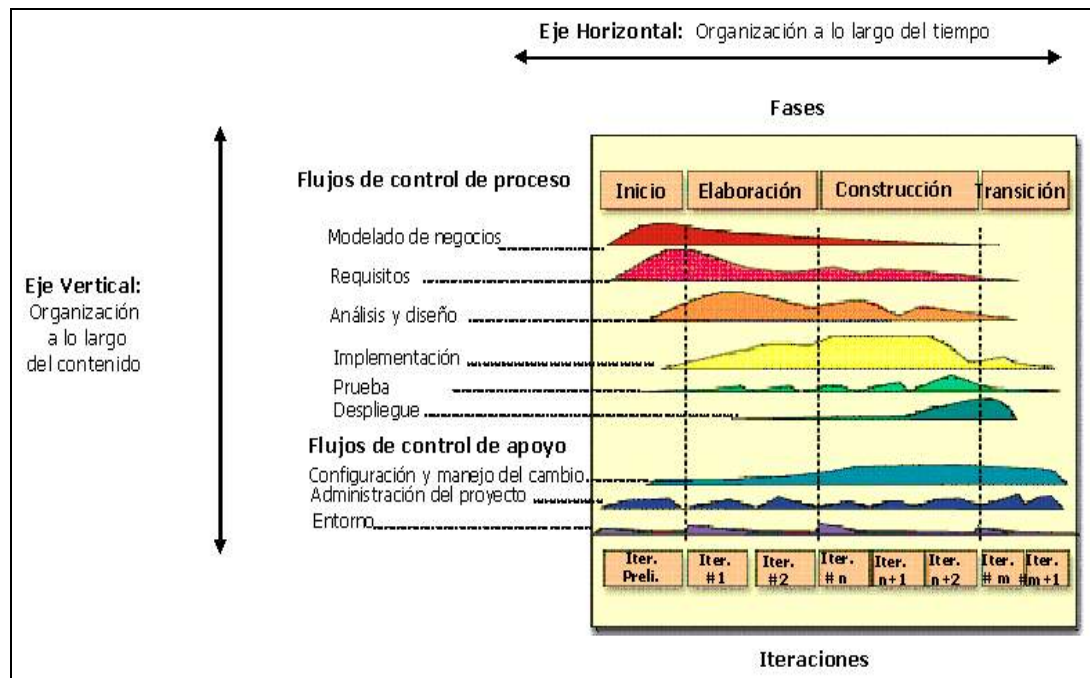 Eje Horizontal: Organización a lo largo del tiempo
Fases
Flujos de control de proceso
Inicio Elaboración Construcción Transición
Modelado de negocios
Requisitos
Eje Vertical:
Organización
a lo largo
del contenido
Análisis y diseño
Implementación
Prueba
Despliegue
Flujos de control de apoyo
Configuración y manejo del cambio
Administración del proyecto
Entorno
Iter. Preli.
Iter. #1
Iter. #2
Iter. # n
Iter. n+1
Iter. n+2
Iter. # m
Iter. #m+1
Iteraciones